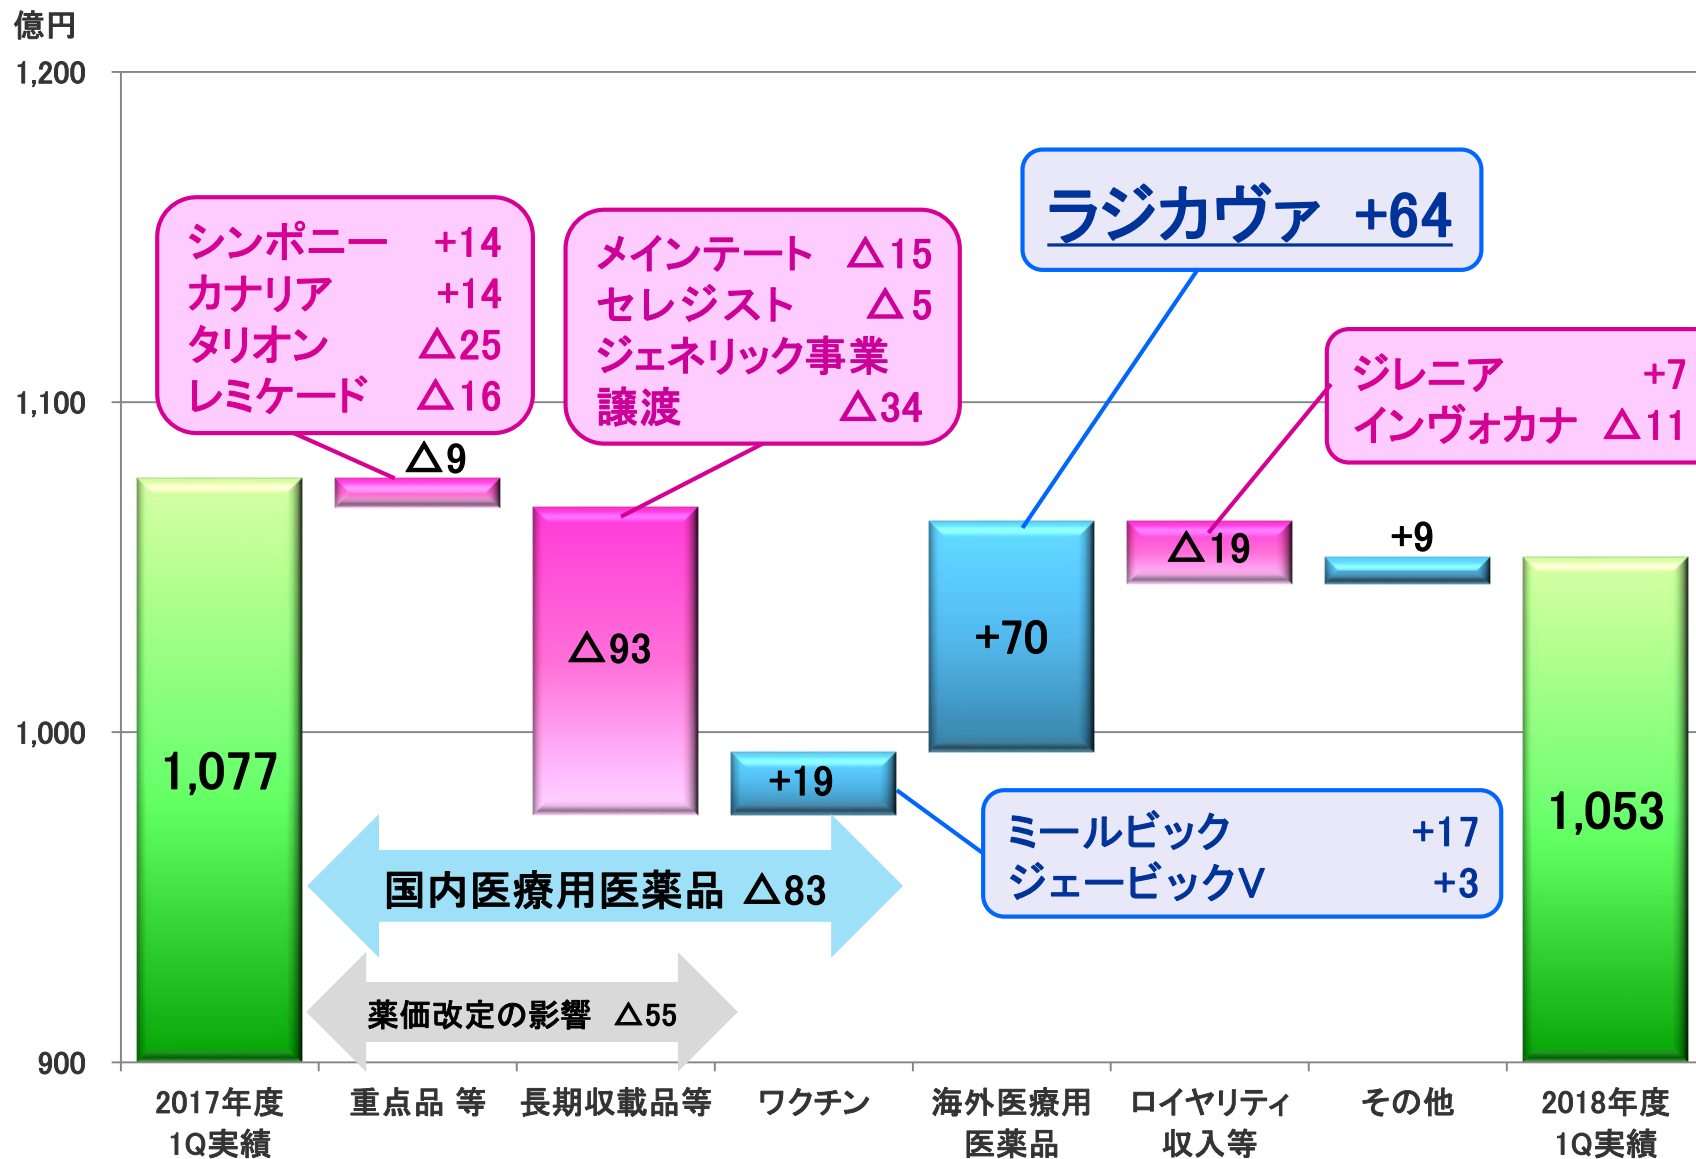 億円
1,200
1,100
1,000
900
シンポニー +14
カナリア +14
タリオン △25
レミケード △16
メインテート △15
セレジスト △5
ジェネリック事業
譲渡 △34
ラジカヴァ +64
ジレニア +7
インヴォカナ △11
△9
△93
+19
+70
△19
+9
1,077
1,053
ミールビック +17
ジェービックV +3
国内医療用医薬品 △83
薬価改定の影響 △55
2017年度
1Q実績
重点品 等
長期収載品等
ワクチン
海外医療用
医薬品
ロイヤリティ
収入等
その他
2018年度
1Q実績